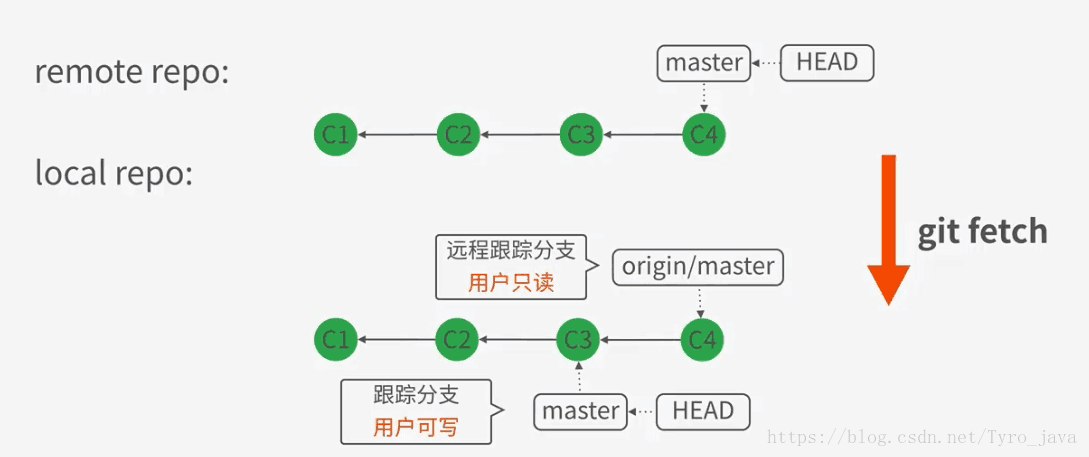 remote repo:
master
HEAD
C1
C2
C3
C4
local repo:
git fetch
远程跟踪分支
用户只读
origin/master
C1
C2
C3
C4
跟踪分支
用户可写
master
HEAD
https://blog.csdn.net/Tyro_java